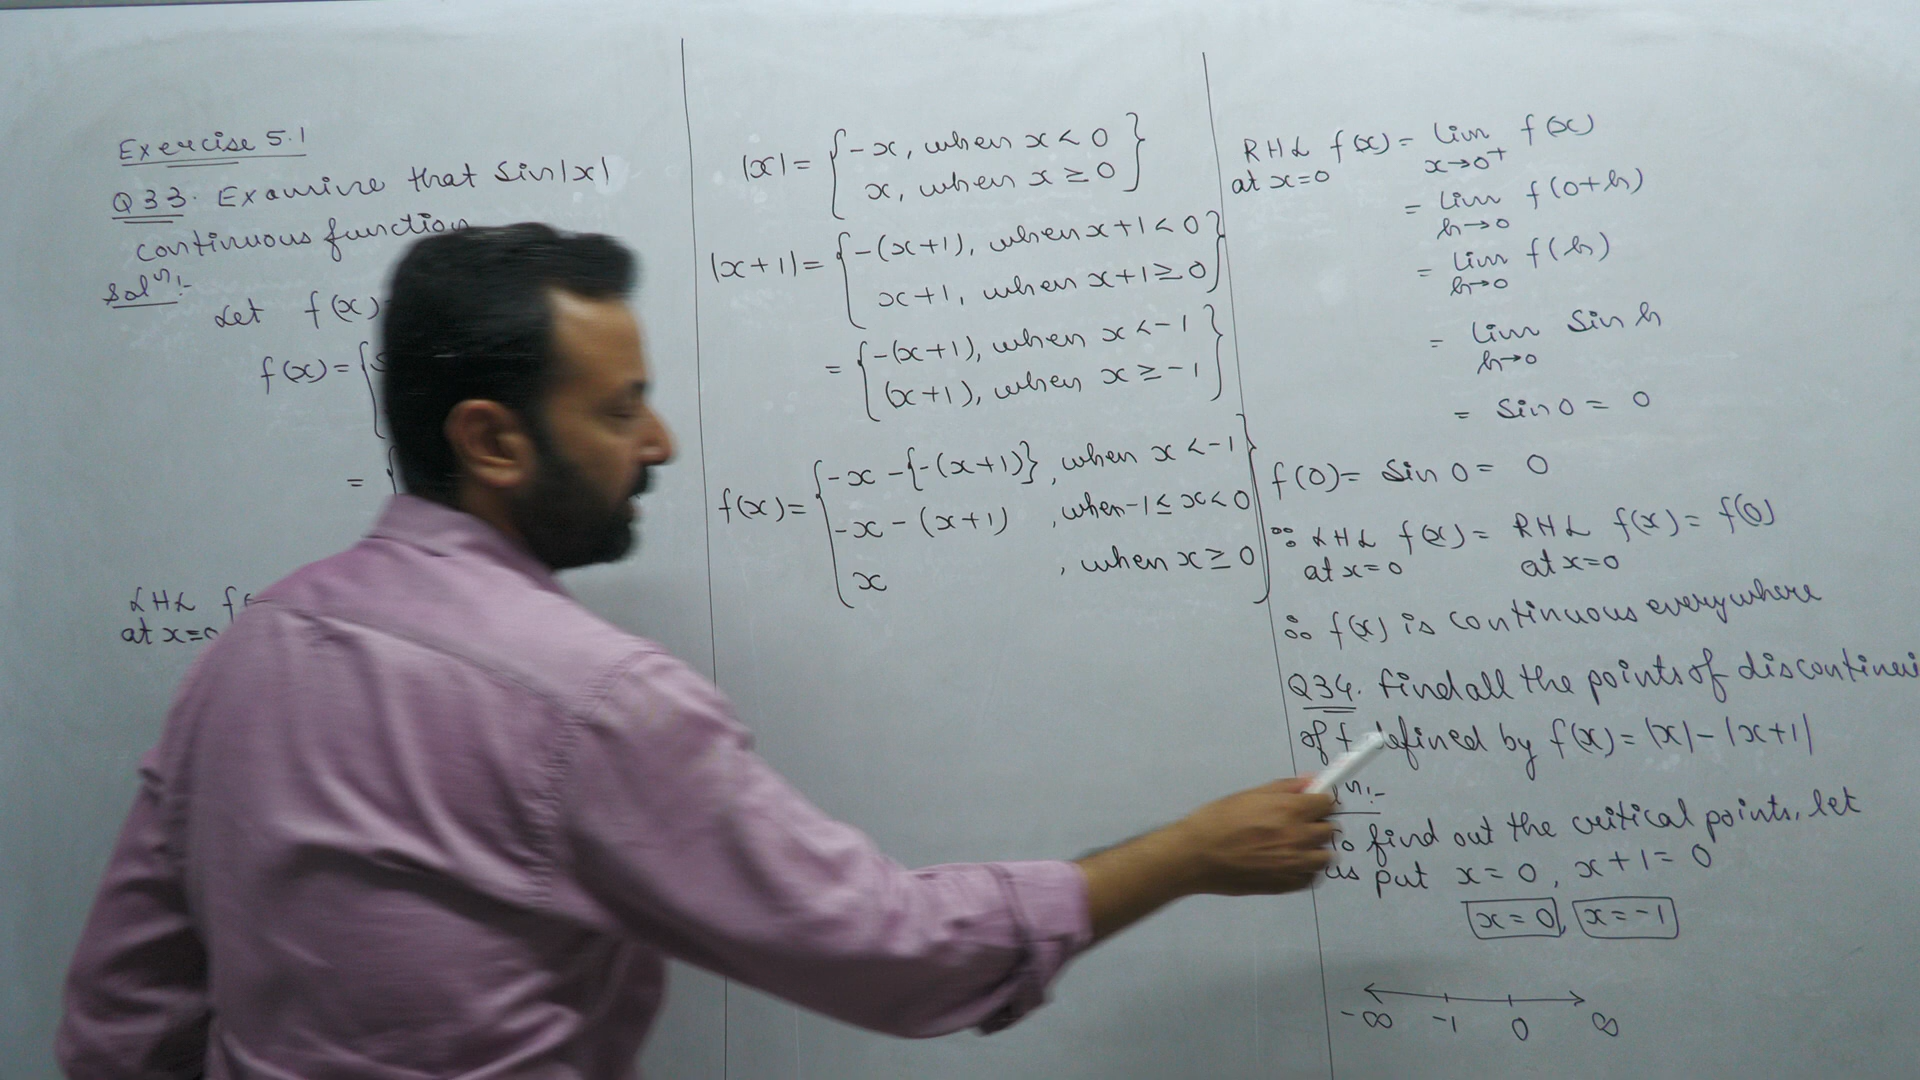 Exercise 5.1
Q33. Examine that Sin|x|
continuous function
Solⁿ:-
Let f(x)
f(x) = {
= {
LHL f
at x=0
|x| = { -x, when x < 0
x, when x ≥ 0 }
|x+1| = { -(x+1), when x+1 < 0
x+1, when x+1 ≥ 0 }
= { -(x+1), when x < -1
(x+1), when x ≥ -1 }
f(x) = { -x -{-(x+1)}, when x < -1
-x - (x+1) , when -1 ≤ x < 0
x , when x ≥ 0 }
RHL f(x) = lim f(x)
at x=0 x→0⁺
= lim f(0+h)
h→0
= lim f(h)
h→0
= lim Sin h
h→0
= Sin 0 = 0
f(0) = Sin 0 = 0
∵ LHL f(x) = RHL f(x) = f(0)
at x=0 at x=0
∴ f(x) is continuous everywhere
Q34. find all the points of discontinui
of f defined by f(x) = |x| - |x+1|
lⁿ:-
To find out the critical points, let
us put x = 0, x+1 = 0
x = 0, x = -1
-∞ -1 0 ∞